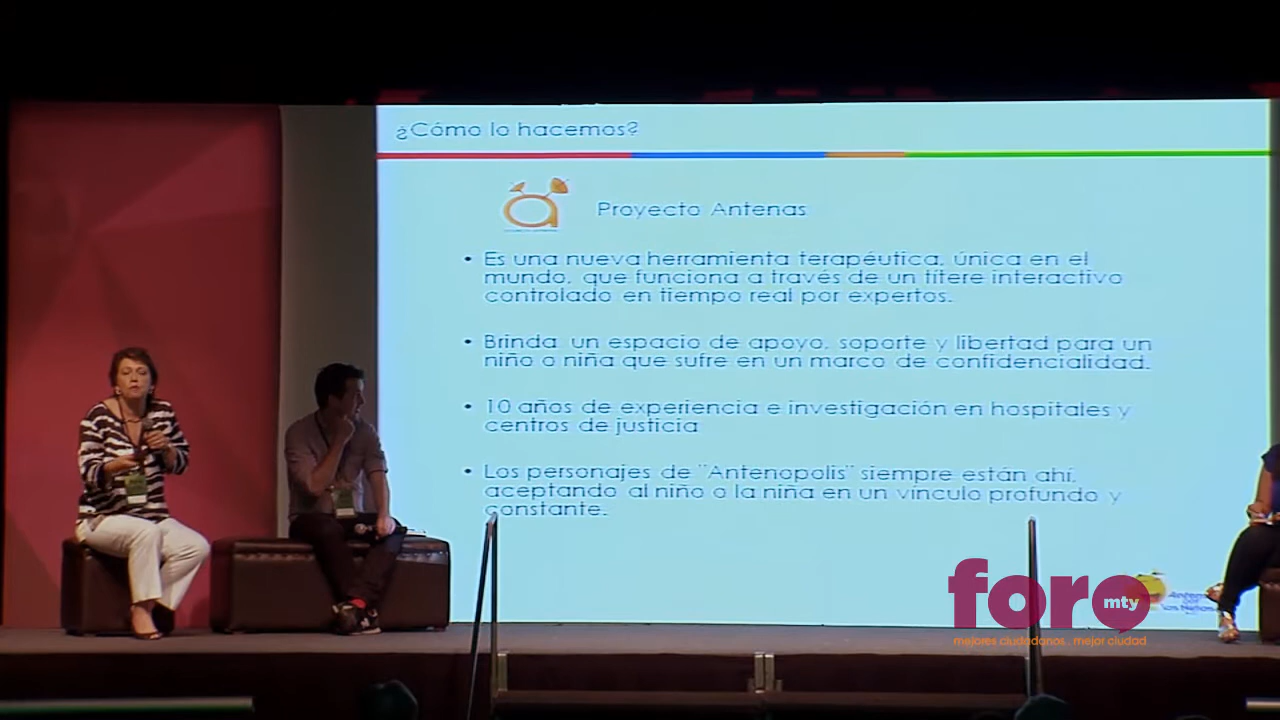 ¿Cómo lo hacemos?
Proyecto Antenas
• Es una nueva herramienta terapéutica, única en el
mundo, que funciona a través de un títere interactivo
controlado en tiempo real por expertos.
• Brinda un espacio de apoyo, soporte y libertad para un
niño o niña que sufre en un marco de confidencialidad.
• 10 años de experiencia e investigación en hospitales y
centros de justicia
• Los personajes de "Antenopolis" siempre están ahí,
aceptando al niño o la niña en un vinculo profundo y
constante.
foro
mty
mejores ciudadanos . mejor ciudad